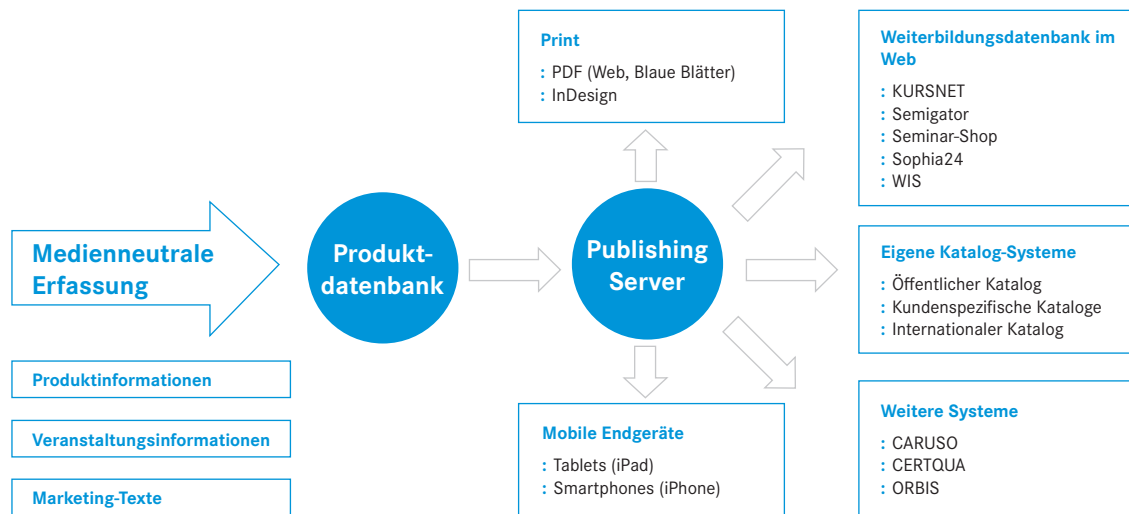 Medienneutrale
Erfassung
Produktinformationen
Veranstaltungsinformationen
Marketing-Texte
Produkt-
datenbank
Publishing
Server
Print
: PDF (Web, Blaue Blätter)
: InDesign
Mobile Endgeräte
: Tablets (iPad)
: Smartphones (iPhone)
Weiterbildungsdatenbank im
Web
: KURSNET
: Semigator
: Seminar-Shop
: Sophia24
: WIS
Eigene Katalog-Systeme
: Öffentlicher Katalog
: Kundenspezifische Kataloge
: Internationaler Katalog
Weitere Systeme
: CARUSO
: CERTQUA
: ORBIS